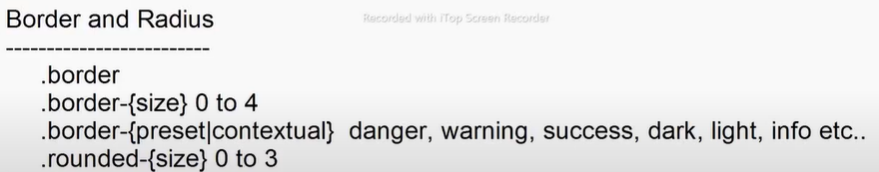 Border and Radius
Recorded with iTop Screen Recorder
-------------------------
.border
.border-{size} 0 to 4
.border-{preset|contextual} danger, warning, success, dark, light, info etc..
.rounded-{size} 0 to 3